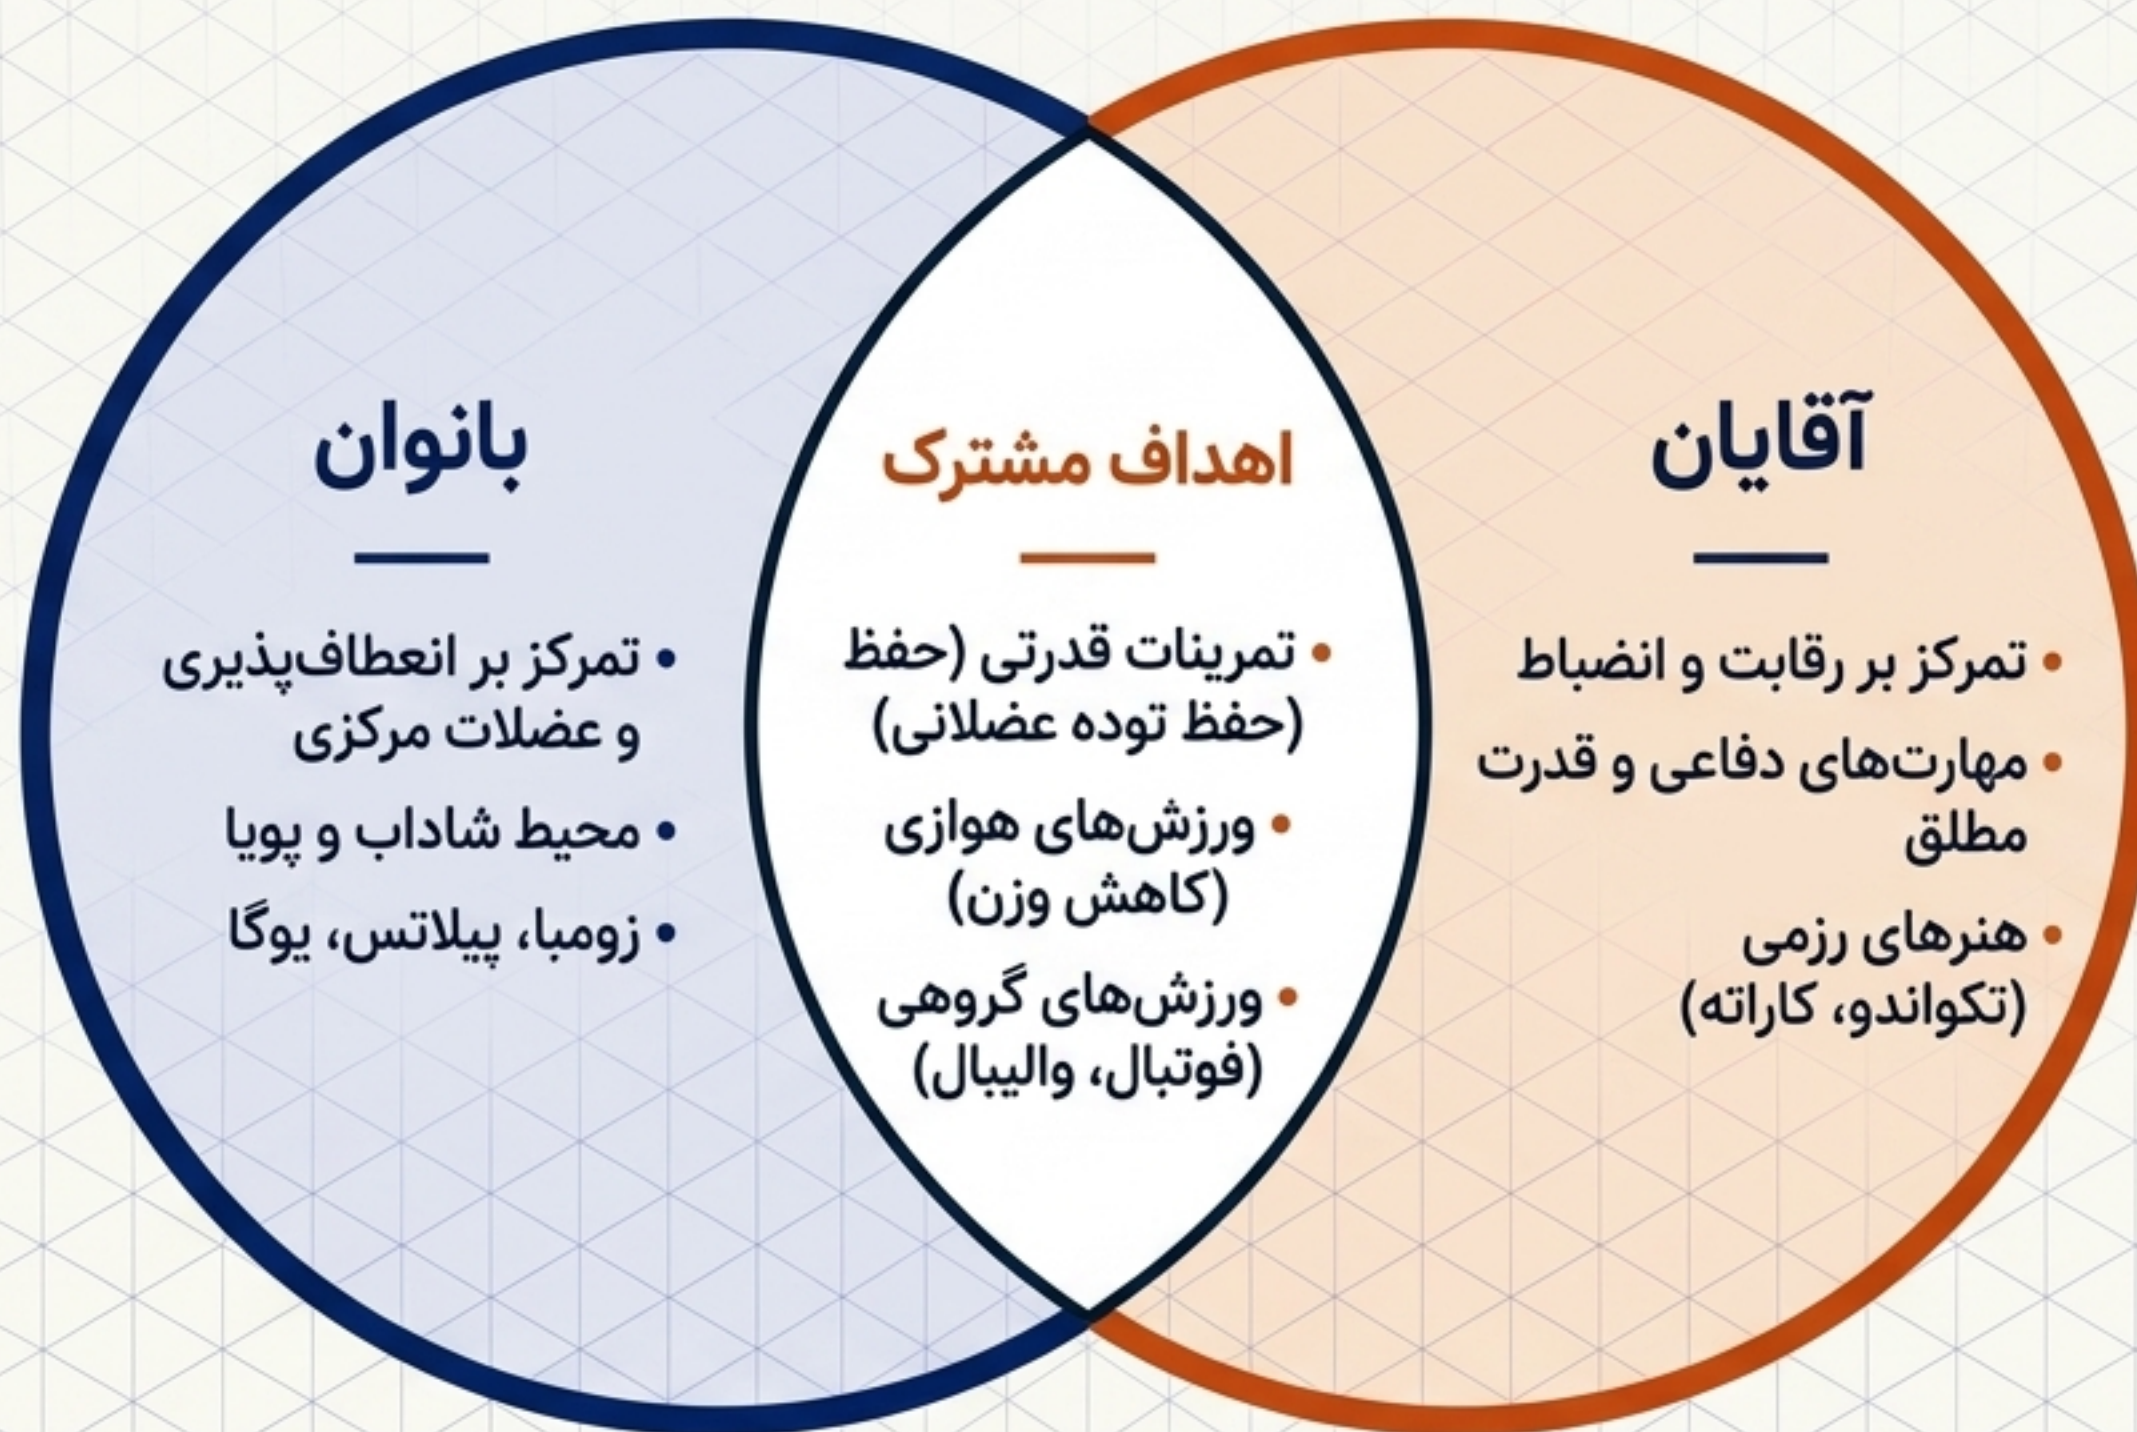 آقایان
• تمرکز بر رقابت و انضباط
• مهارت‌های دفاعی و قدرت
مطلق
• هنرهای رزمی
(تکواندو، کاراته)
اهداف مشترک
• تمرینات قدرتی (حفظ
(حفظ توده عضلانی)
• ورزش‌های هوازی
(کاهش وزن)
• ورزش‌های گروهی
(فوتبال، والیبال)
بانوان
• تمرکز بر انعطاف‌پذیری
و عضلات مرکزی
• محیط شاداب و پویا
• زومبا، پیلاتس، یوگا